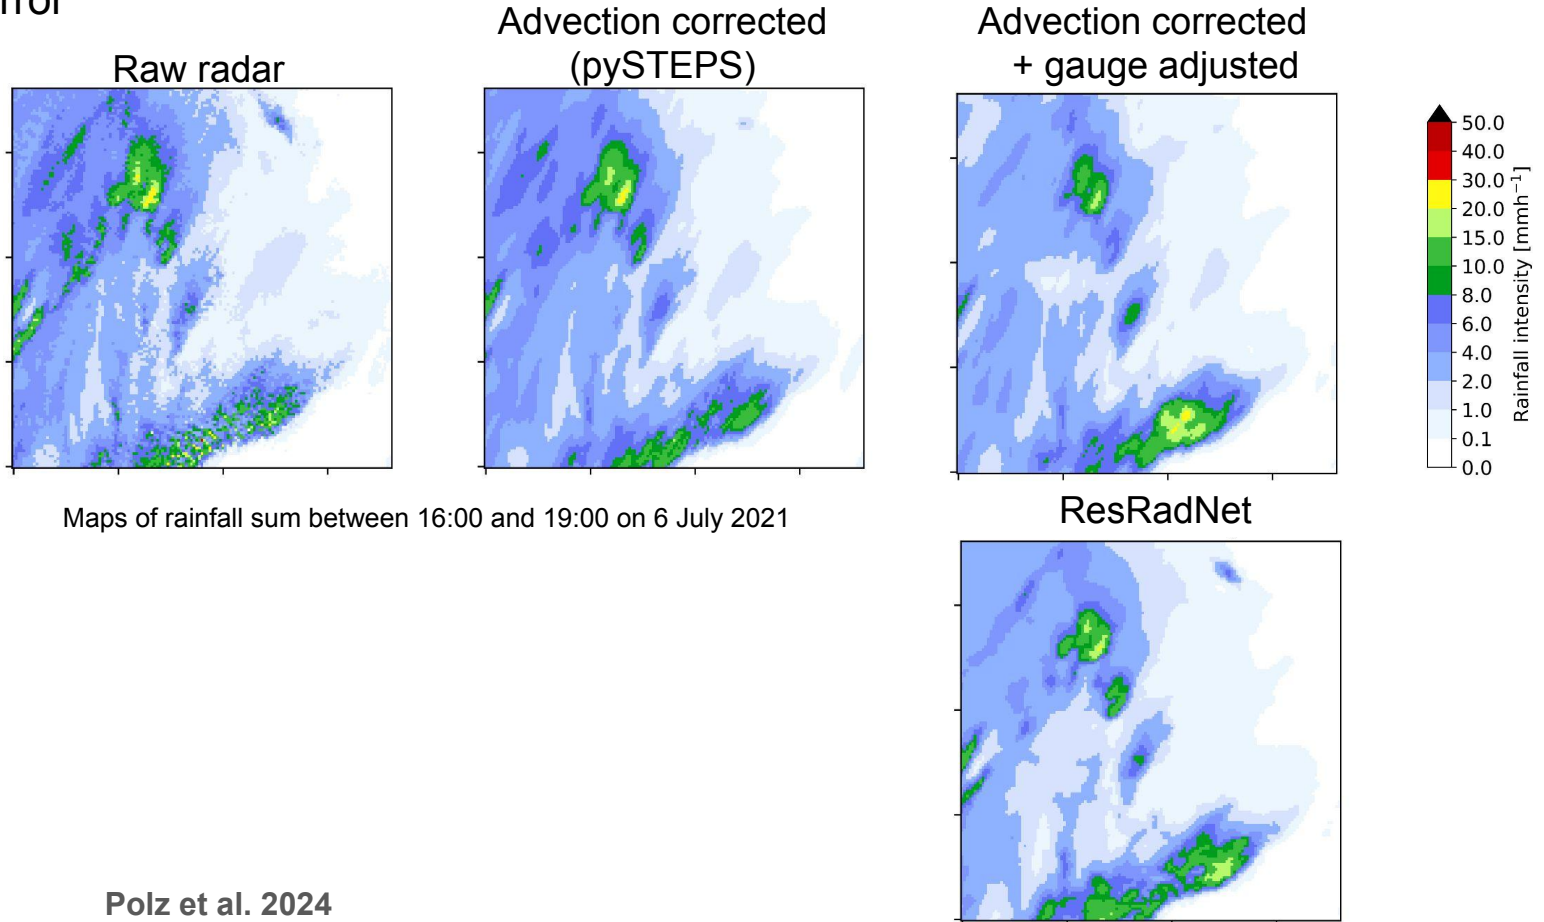 Raw radar
Advection corrected
(pySTEPS)
Advection corrected
+ gauge adjusted
50.0
40.0
30.0
20.0
15.0
10.0
8.0
6.0
4.0
2.0
1.0
0.1
0.0
Rainfall intensity [mmh⁻¹]
Maps of rainfall sum between 16:00 and 19:00 on 6 July 2021
ResRadNet
Polz et al. 2024